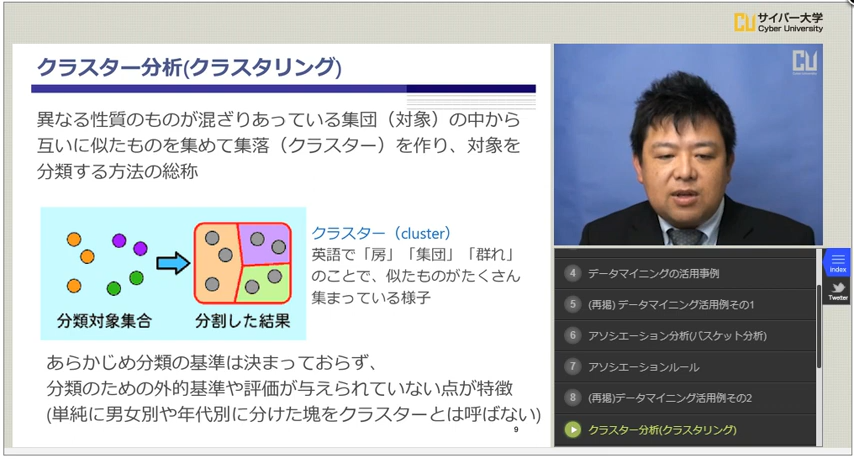 CU サイバー大学
Cyber University
クラスター分析(クラスタリング)
異なる性質のものが混ざりあっている集団（対象）の中から
互いに似たものを集めて集落（クラスター）を作り、対象を
分類する方法の総称
分類対象集合
分割した結果
クラスター（cluster）
英語で「房」「集団」「群れ」
のことで、似たものがたくさん
集まっている様子
あらかじめ分類の基準は決まっておらず、
分類のための外的基準や評価が与えられていない点が特徴
(単純に男女別や年代別に分けた塊をクラスターとは呼ばない)
9
CU
Cyber University
4 データマイニングの活用事例
5 (再掲) データマイニング活用例その1
6 アソシエーション分析(バスケット分析)
7 アソシエーションルール
8 (再掲)データマイニング活用例その2
クラスター分析(クラスタリング)
index
Twoter